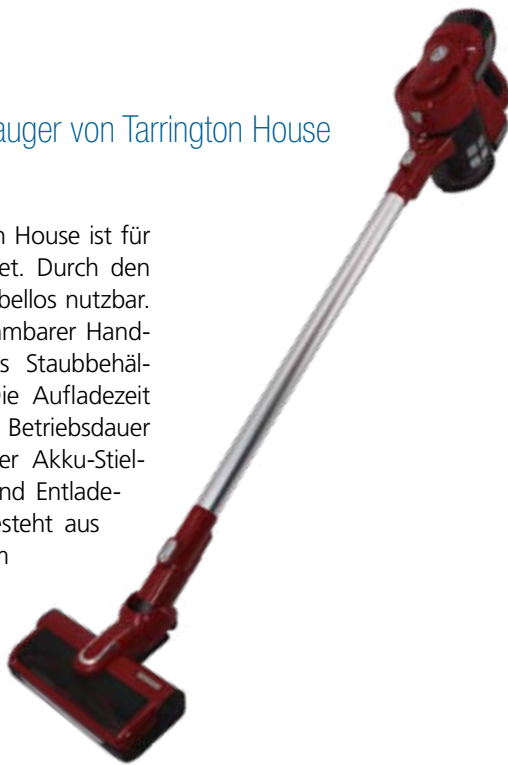 auger von Tarrington House
n House ist für
et. Durch den
bellos nutzbar.
mbarer Hand-
s Staubbehäl-
Die Aufladezeit
Betriebsdauer
er Akku-Stiel-
nd Entlade-
esteht aus